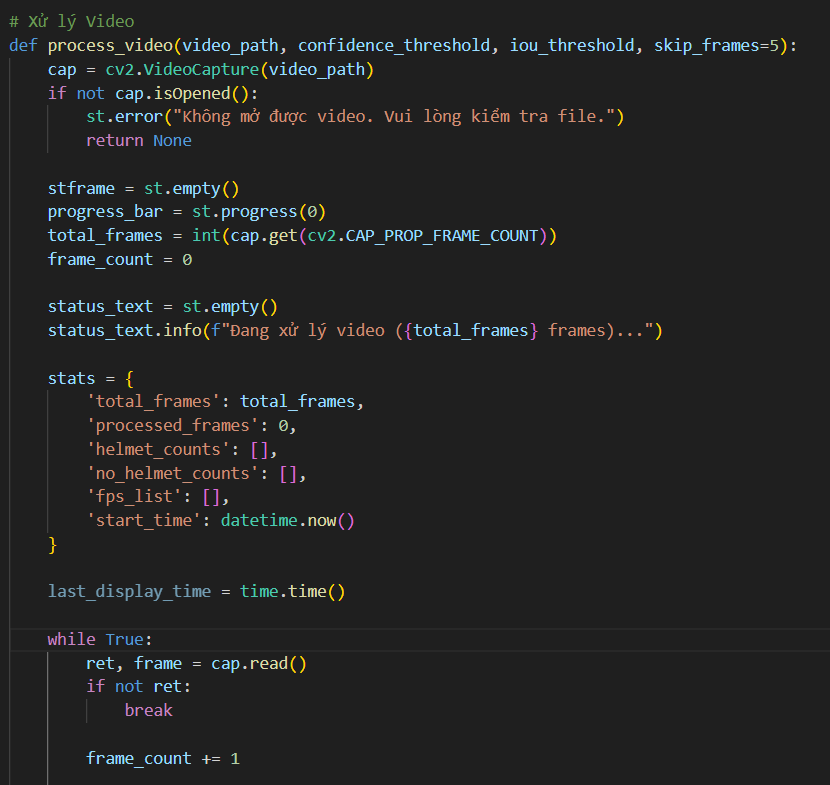 # Xử lý Video
def process_video(video_path, confidence_threshold, iou_threshold, skip_frames=5):
    cap = cv2.VideoCapture(video_path)
    if not cap.isOpened():
        st.error("Không mở được video. Vui lòng kiểm tra file.")
        return None

    stframe = st.empty()
    progress_bar = st.progress(0)
    total_frames = int(cap.get(cv2.CAP_PROP_FRAME_COUNT))
    frame_count = 0

    status_text = st.empty()
    status_text.info(f"Đang xử lý video ({total_frames} frames)...")

    stats = {
        'total_frames': total_frames,
        'processed_frames': 0,
        'helmet_counts': [],
        'no_helmet_counts': [],
        'fps_list': [],
        'start_time': datetime.now()
    }

    last_display_time = time.time()

    while True:
        ret, frame = cap.read()
        if not ret:
            break

        frame_count += 1